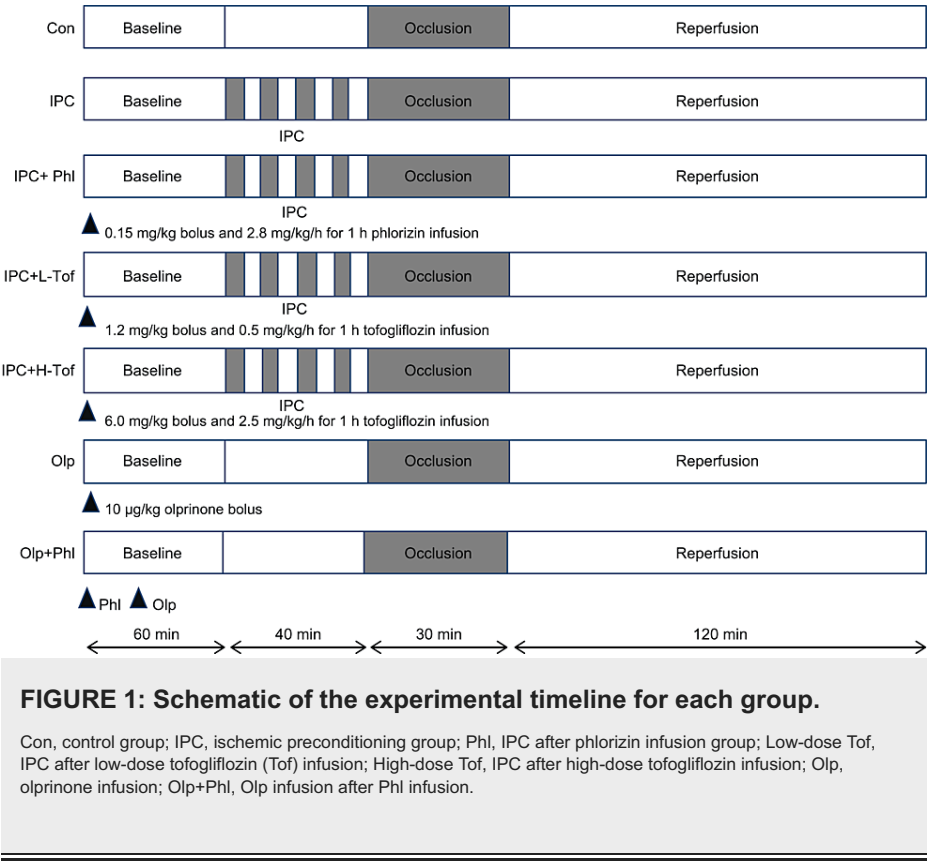 Con Baseline Occlusion Reperfusion
IPC Baseline Occlusion Reperfusion
IPC
IPC+ Phl Baseline Occlusion Reperfusion
IPC
0.15 mg/kg bolus and 2.8 mg/kg/h for 1 h phlorizin infusion
IPC+L-Tof Baseline Occlusion Reperfusion
IPC
1.2 mg/kg bolus and 0.5 mg/kg/h for 1 h tofogliflozin infusion
IPC+H-Tof Baseline Occlusion Reperfusion
IPC
6.0 mg/kg bolus and 2.5 mg/kg/h for 1 h tofogliflozin infusion
Olp Baseline Occlusion Reperfusion
10 µg/kg olprinone bolus
Olp+Phl Baseline Occlusion Reperfusion
Phl Olp
60 min 40 min 30 min 120 min
FIGURE 1: Schematic of the experimental timeline for each group.
Con, control group; IPC, ischemic preconditioning group; Phl, IPC after phlorizin infusion group; Low-dose Tof,
IPC after low-dose tofogliflozin (Tof) infusion; High-dose Tof, IPC after high-dose tofogliflozin infusion; Olp,
olprinone infusion; Olp+Phl, Olp infusion after Phl infusion.